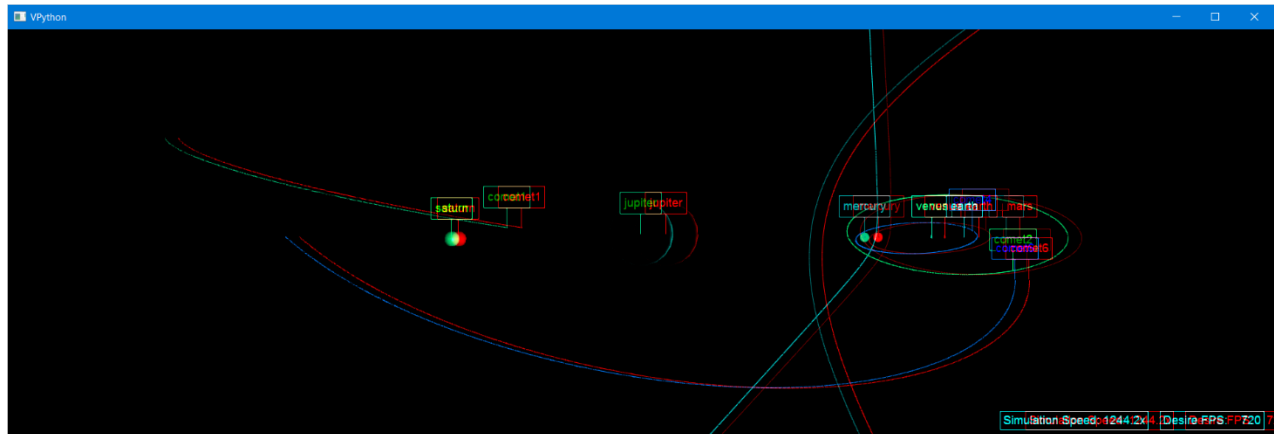 VPython
saturn
comet1
jupiter
mercury
venus
earth
mars
comet2
comet6
Simulation Speed: 1244.2x Desire FPS: 720